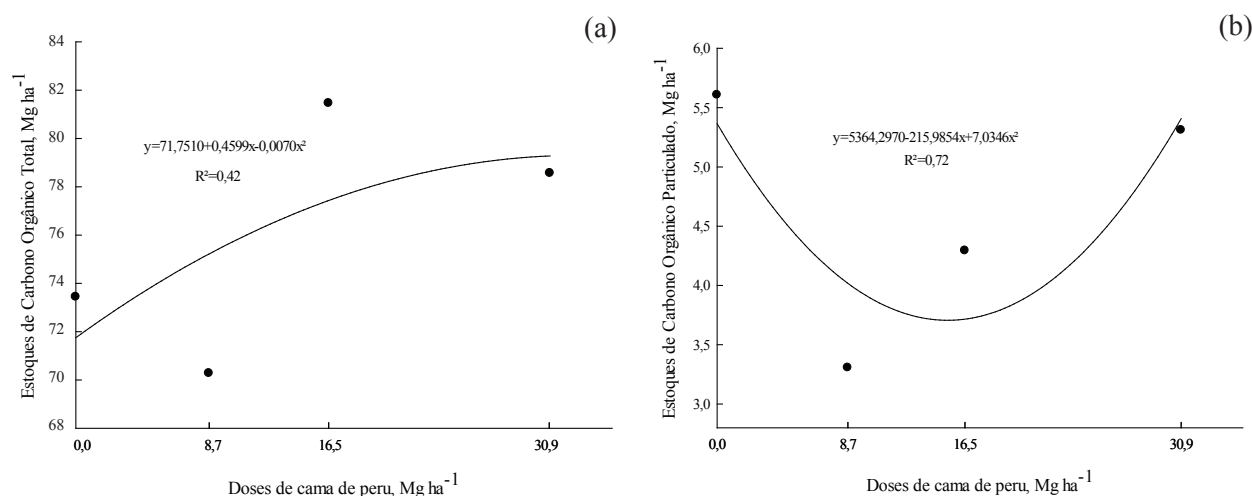 (a)
Estoques de Carbono Orgânico Total, Mg ha⁻¹
84
82
80
78
76
74
72
70
68
y=71,7510+0,4599x-0,0070x²
R²=0,42
0,0 8,7 16,5 30,9
Doses de cama de peru, Mg ha⁻¹
(b)
Estoques de Carbono Orgânico Particulado, Mg ha⁻¹
6,0
5,5
5,0
4,5
4,0
3,5
3,0
y=5364,2970-215,9854x+7,0346x²
R²=0,72
0,0 8,7 16,5 30,9
Doses de cama de peru, Mg ha⁻¹